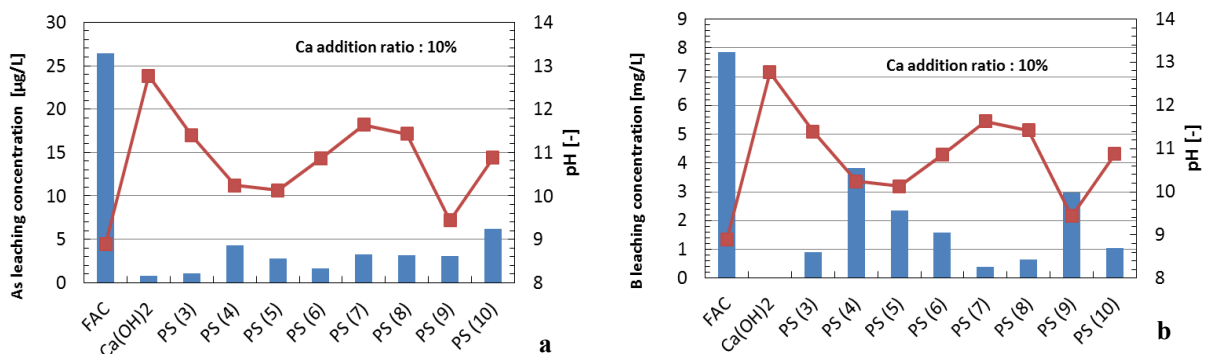 As leaching concentration [µg/L]
30
25
20
15
10
5
0
Ca addition ratio : 10%
14
13
12
11
10
9
8
pH [-]
FAC
Ca(OH)2
PS (3)
PS (4)
PS (5)
PS (6)
PS (7)
PS (8)
PS (9)
PS (10)
a
B leaching concentration [mg/L]
9
8
7
6
5
4
3
2
1
0
Ca addition ratio : 10%
14
13
12
11
10
9
8
pH [-]
FAC
Ca(OH)2
PS (3)
PS (4)
PS (5)
PS (6)
PS (7)
PS (8)
PS (9)
PS (10)
b